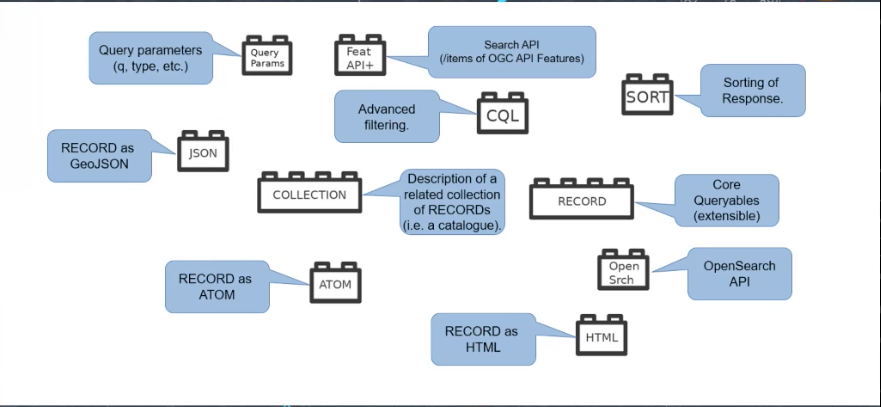 Query parameters
(q, type, etc.)
Query
Params
Feat
API+
Search API
(/items of OGC API Features)
Advanced
filtering.
CQL
SORT
Sorting of
Response.
RECORD as
GeoJSON
JSON
COLLECTION
Description of a
related collection
of RECORDs
(i.e. a catalogue).
RECORD
Core
Queryables
(extensible)
RECORD as
ATOM
ATOM
Open
Srch
OpenSearch
API
RECORD as
HTML
HTML